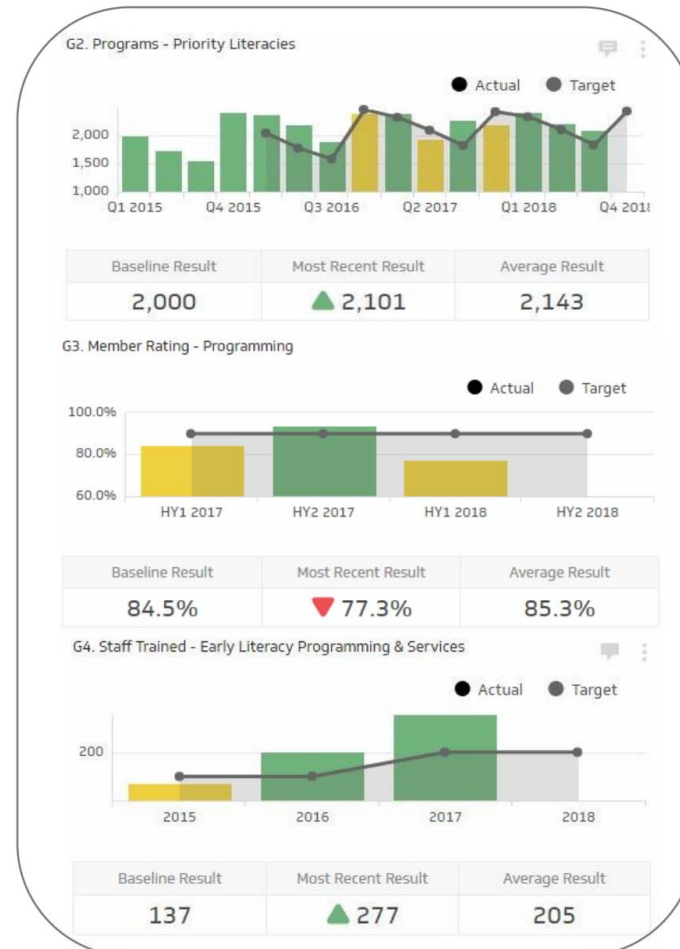 G2. Programs - Priority Literacies
Actual Target
2,000
1,500
1,000
Q1 2015 Q4 2015 Q3 2016 Q2 2017 Q1 2018 Q4 2018
Baseline Result Most Recent Result Average Result
2,000 2,101 2,143
G3. Member Rating - Programming
Actual Target
100.0%
80.0%
60.0%
HY1 2017 HY2 2017 HY1 2018 HY2 2018
Baseline Result Most Recent Result Average Result
84.5% 77.3% 85.3%
G4. Staff Trained - Early Literacy Programming & Services
Actual Target
200
2015 2016 2017 2018
Baseline Result Most Recent Result Average Result
137 277 205